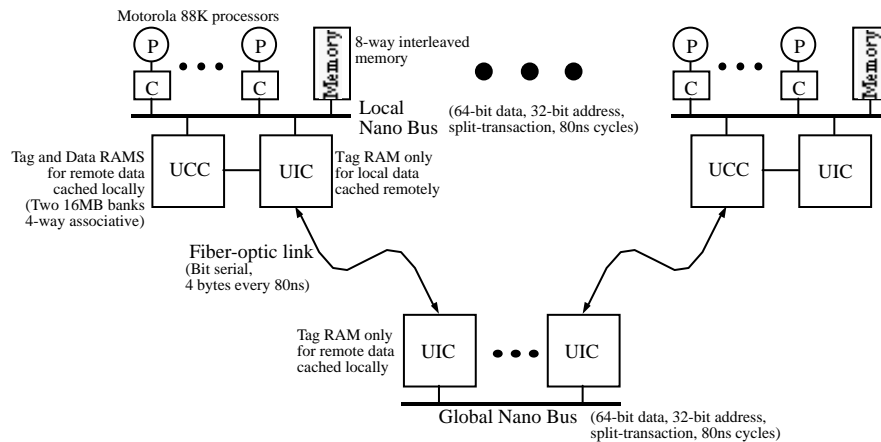 Motorola 88K processors
P
P
8-way interleaved
memory
Memory
C
C
P
P
Memory
C
C
Local
Nano Bus
(64-bit data, 32-bit address,
split-transaction, 80ns cycles)
Tag and Data RAMS
for remote data
cached locally
(Two 16MB banks
4-way associative)
UCC
UIC
Tag RAM only
for local data
cached remotely
UCC
UIC
Fiber-optic link
(Bit serial,
4 bytes every 80ns)
Tag RAM only
for remote data
cached locally
UIC
UIC
Global Nano Bus
(64-bit data, 32-bit address,
split-transaction, 80ns cycles)